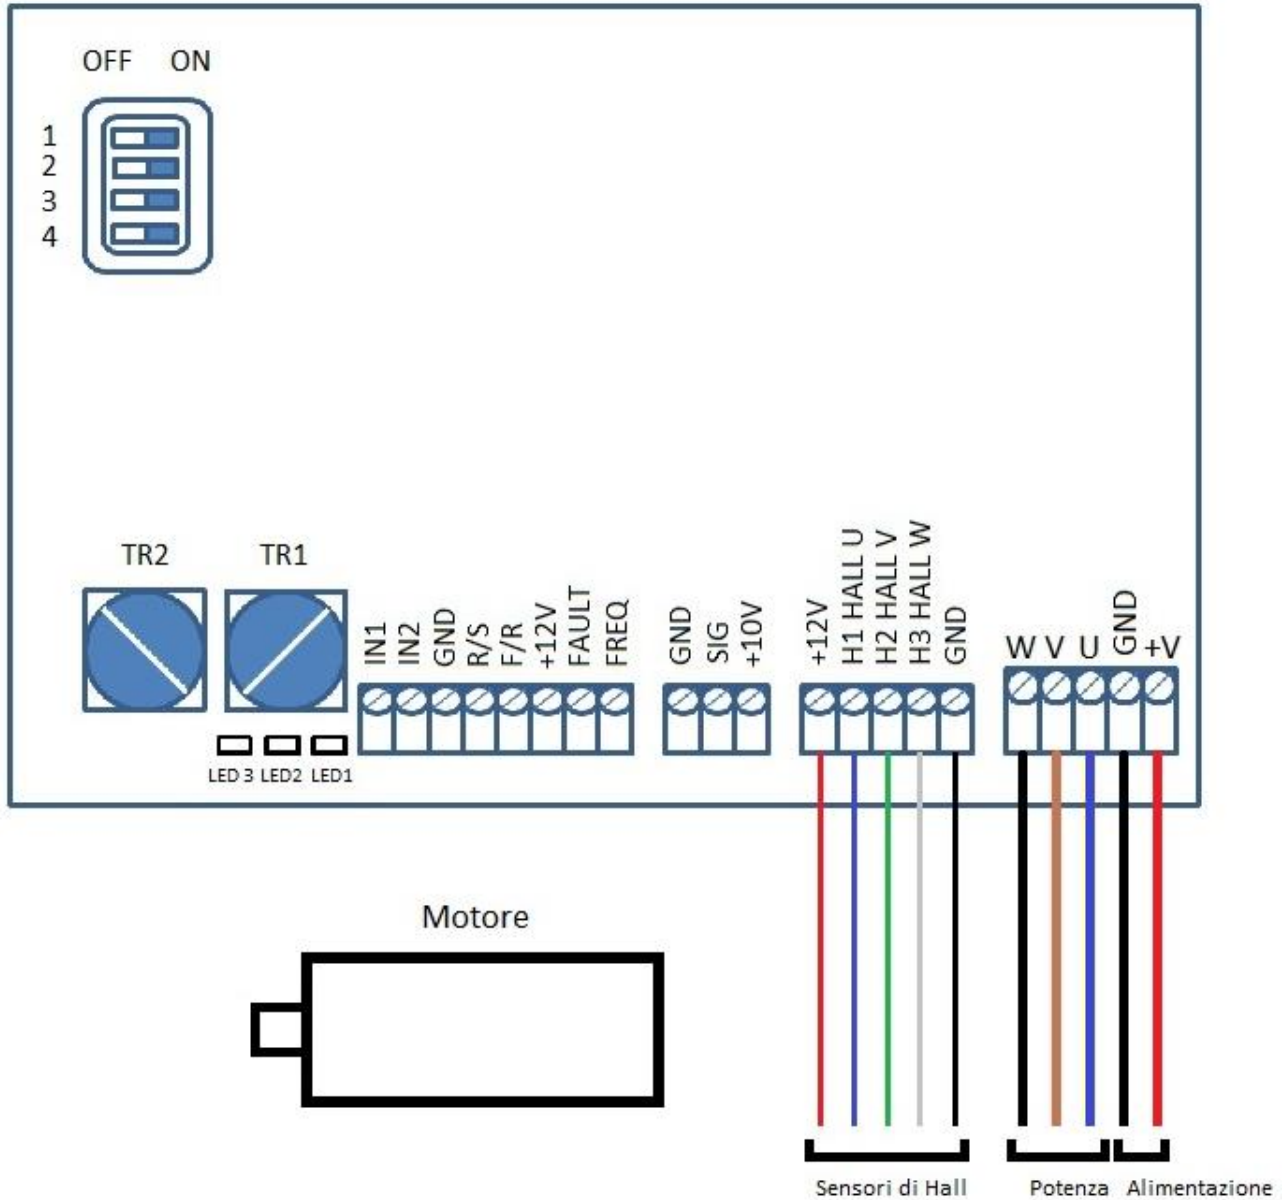 OFF ON
1
2
3
4
TR2 TR1
IN1
IN2
GND
R/S
F/R
+12V
FAULT
FREQ
GND
SIG
+10V
+12V
H1 HALL U
H2 HALL V
H3 HALL W
GND
W V U
GND
+V
LED 3 LED2 LED1
Motore
Sensori di Hall Potenza Alimentazione